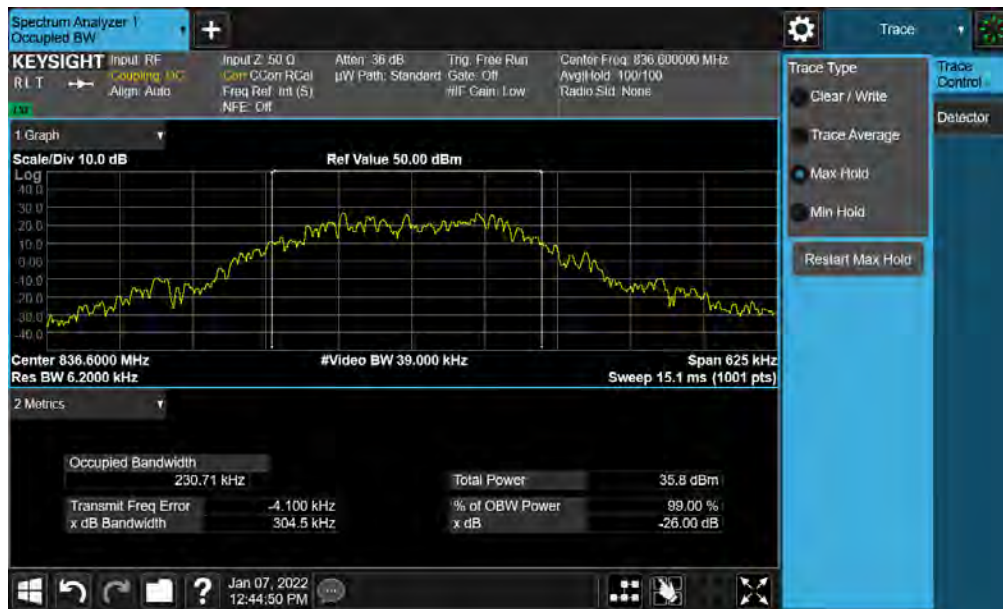 Spectrum Analyzer 1
Occupied BW
+
Trace
KEYSIGHT Input: RF Input Z: 50 Ω Atten: 36 dB Trig: Free Run Center Freq: 836.600000 MHz
RLT Coupling: DC Corr CCorr RCal µW Path: Standard Gate: Off Avg|Hold: 100/100
Align: Auto Freq Ref: Int (S) #IF Gain: Low Radio Std: None
NFE: Off
Trace Type
Clear / Write
Trace Average
Max Hold
Min Hold
Restart Max Hold
Trace
Control
Detector
1 Graph
Scale/Div 10.0 dB Ref Value 50.00 dBm
Log
40.0
30.0
20.0
10.0
0.00
-10.0
-20.0
-30.0
-40.0
Center 836.6000 MHz #Video BW 39.000 kHz Span 625 kHz
Res BW 6.2000 kHz Sweep 15.1 ms (1001 pts)
2 Metrics
Occupied Bandwidth
230.71 kHz Total Power 35.8 dBm
Transmit Freq Error -4.100 kHz % of OBW Power 99.00 %
x dB Bandwidth 304.5 kHz x dB -26.00 dB
? Jan 07, 2022
12:44:50 PM